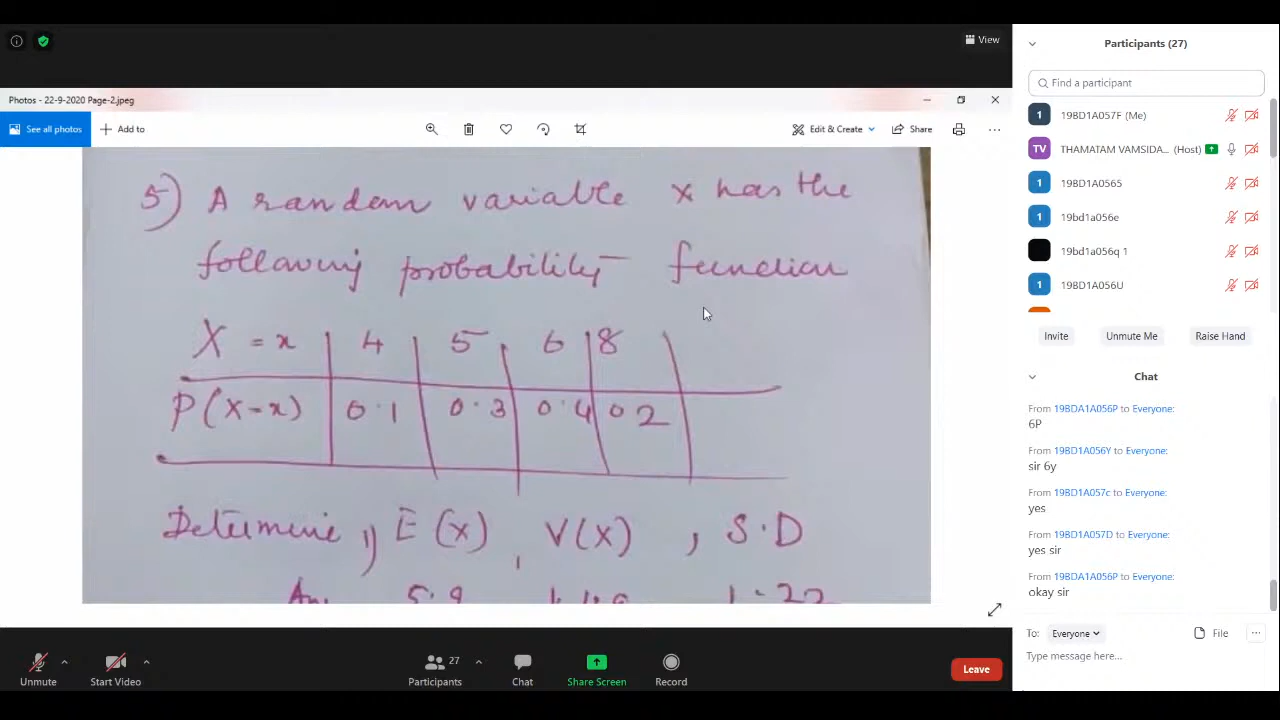 View
Photos - 22-9-2020 Page-2.jpeg
See all photos
Add to
Edit & Create
Share
5) A random variable x has the
following probability function
X = x 4 5 6 8
P(X=x) 0.1 0.3 0.4 0.2
Determine i) E(x), V(X), S.D
Participants (27)
Find a participant
1 19BD1A057F (Me)
TV THAMATAM VAMSIDA... (Host)
1 19BD1A0565
1 19bd1a056e
19bd1a056q 1
1 19BD1A056U
Invite Unmute Me Raise Hand
Chat
From 19BDA1A056P to Everyone:
6P
From 19BD1A056Y to Everyone:
sir 6y
From 19BD1A057c to Everyone:
yes
From 19BD1A057D to Everyone:
yes sir
From 19BDA1A056P to Everyone:
okay sir
To: Everyone File ...
Type message here...
Unmute
Start Video
27
Participants
Chat
Share Screen
Record
Leave